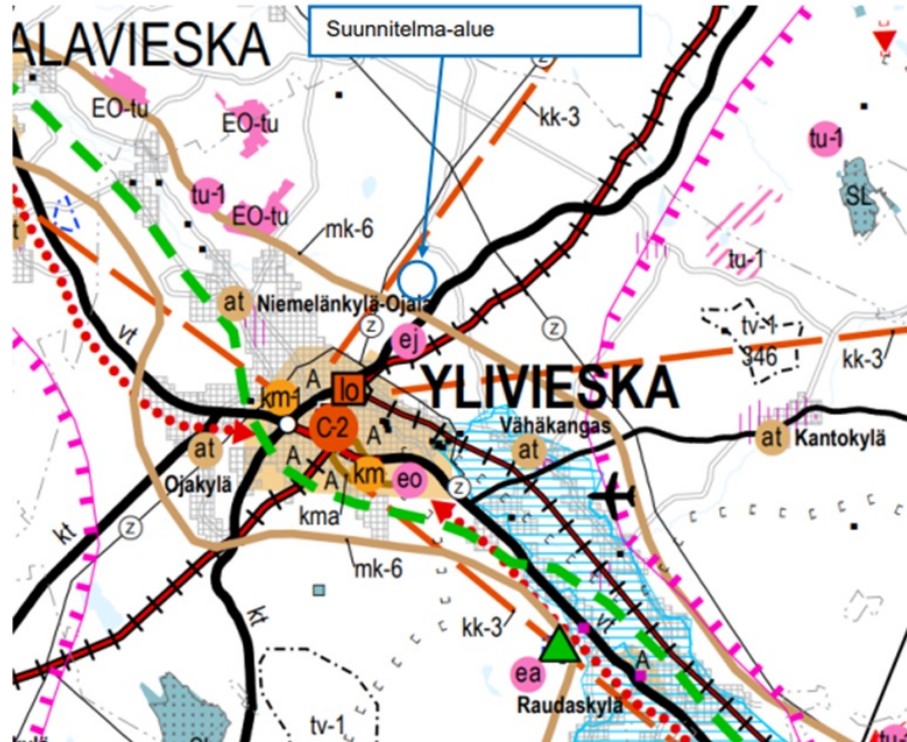 Suunnitelma-alue
ALAVIESKA
z
EO-tu
EO-tu
kk-3
tu-1
tu-1
SL
EO-tu
mk-6
t
tu-1
at
Niemelänkylä-Ojala
z
z
tv-1
346
vt
ej
kk-3
A
lo
YLIVIESKA
km-1
C-2
A
Vähäkangas
at
at
Kantokylä
at
A
Ojakylä
A
km
eo
z
kma
kt
z
mk-6
kt
kk-3
vt
A
ea
Raudaskylä
tv-1